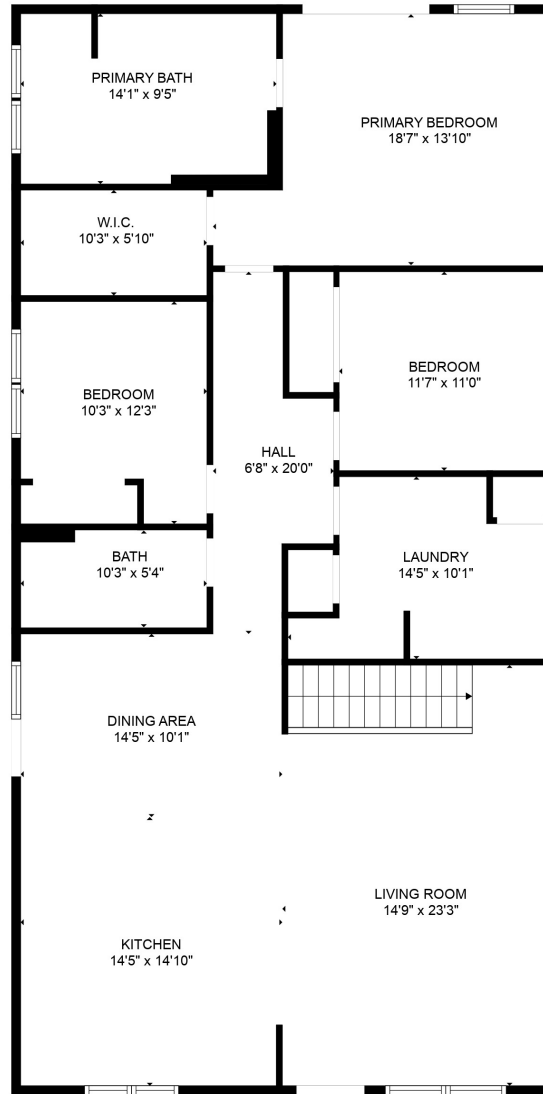 PRIMARY BATH
14'1" x 9'5"
PRIMARY BEDROOM
18'7" x 13'10"
W.I.C.
10'3" x 5'10"
BEDROOM
10'3" x 12'3"
BEDROOM
11'7" x 11'0"
HALL
6'8" x 20'0"
BATH
10'3" x 5'4"
LAUNDRY
14'5" x 10'1"
DINING AREA
14'5" x 10'1"
LIVING ROOM
14'9" x 23'3"
KITCHEN
14'5" x 14'10"